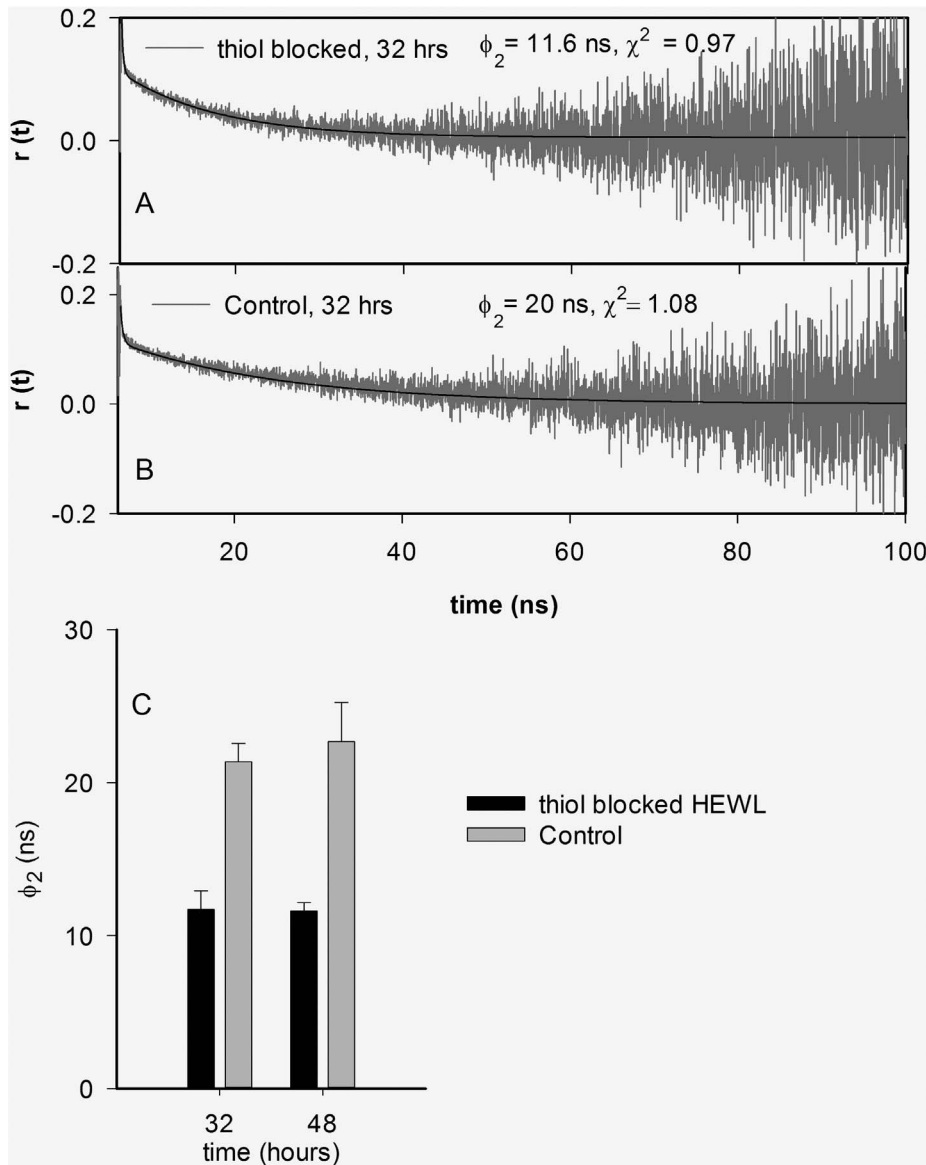 0.2
thiol blocked, 32 hrs ϕ₂ = 11.6 ns, χ² = 0.97
r (t)
0.0
A
-0.2
0.2
Control, 32 hrs ϕ₂ = 20 ns, χ² = 1.08
r (t)
0.0
B
-0.2
20 40 60 80 100
time (ns)
30
C
20
thiol blocked HEWL
Control
ϕ₂ (ns)
10
0
32 48
time (hours)